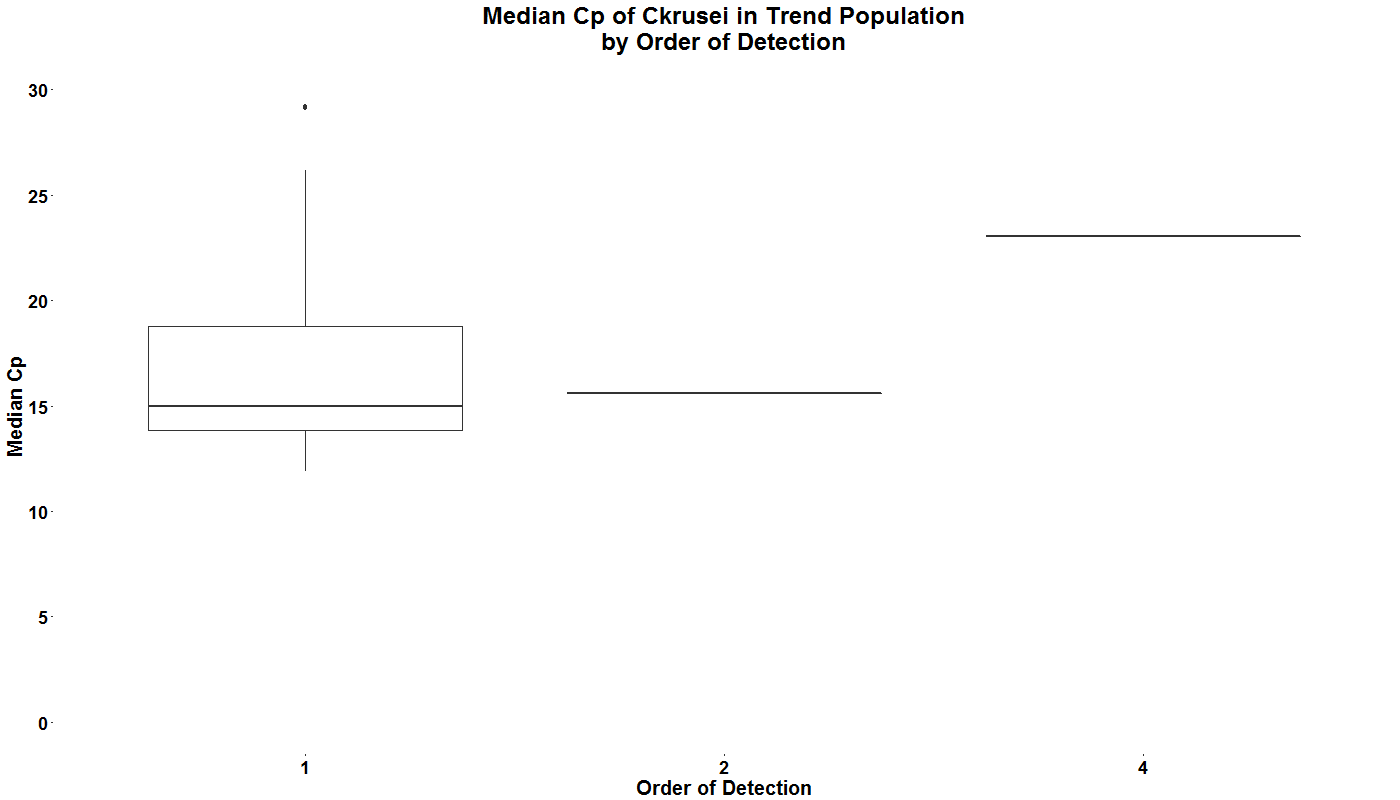 Median Cp of Ckrusei in Trend Population
by Order of Detection
30
25
20
15
10
5
0
Median Cp
1 2 4
Order of Detection